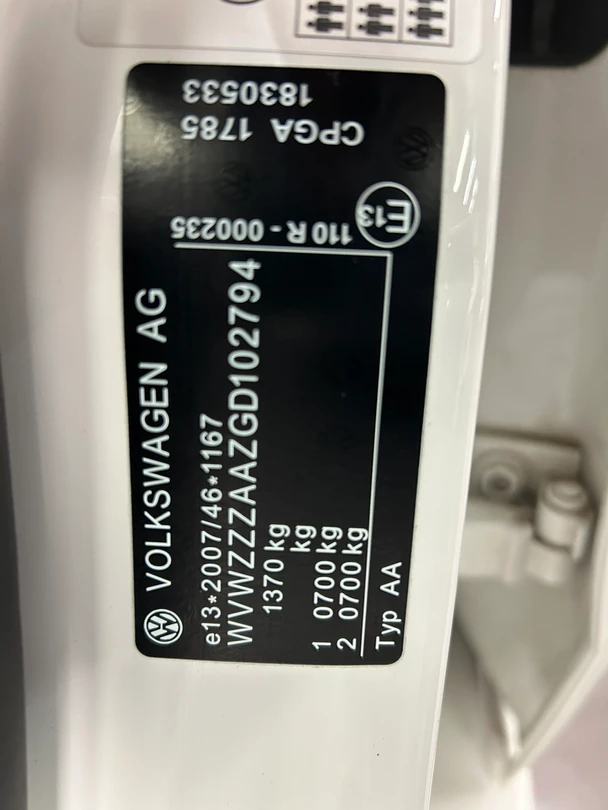 VOLKSWAGEN AG
e13*2007/46*1167
WVWZZZAAZGD102794
1370 kg
kg
1 0700 kg
2 0700 kg
Typ AA
110 R - 000235
E13
CPGA 1785
1830533